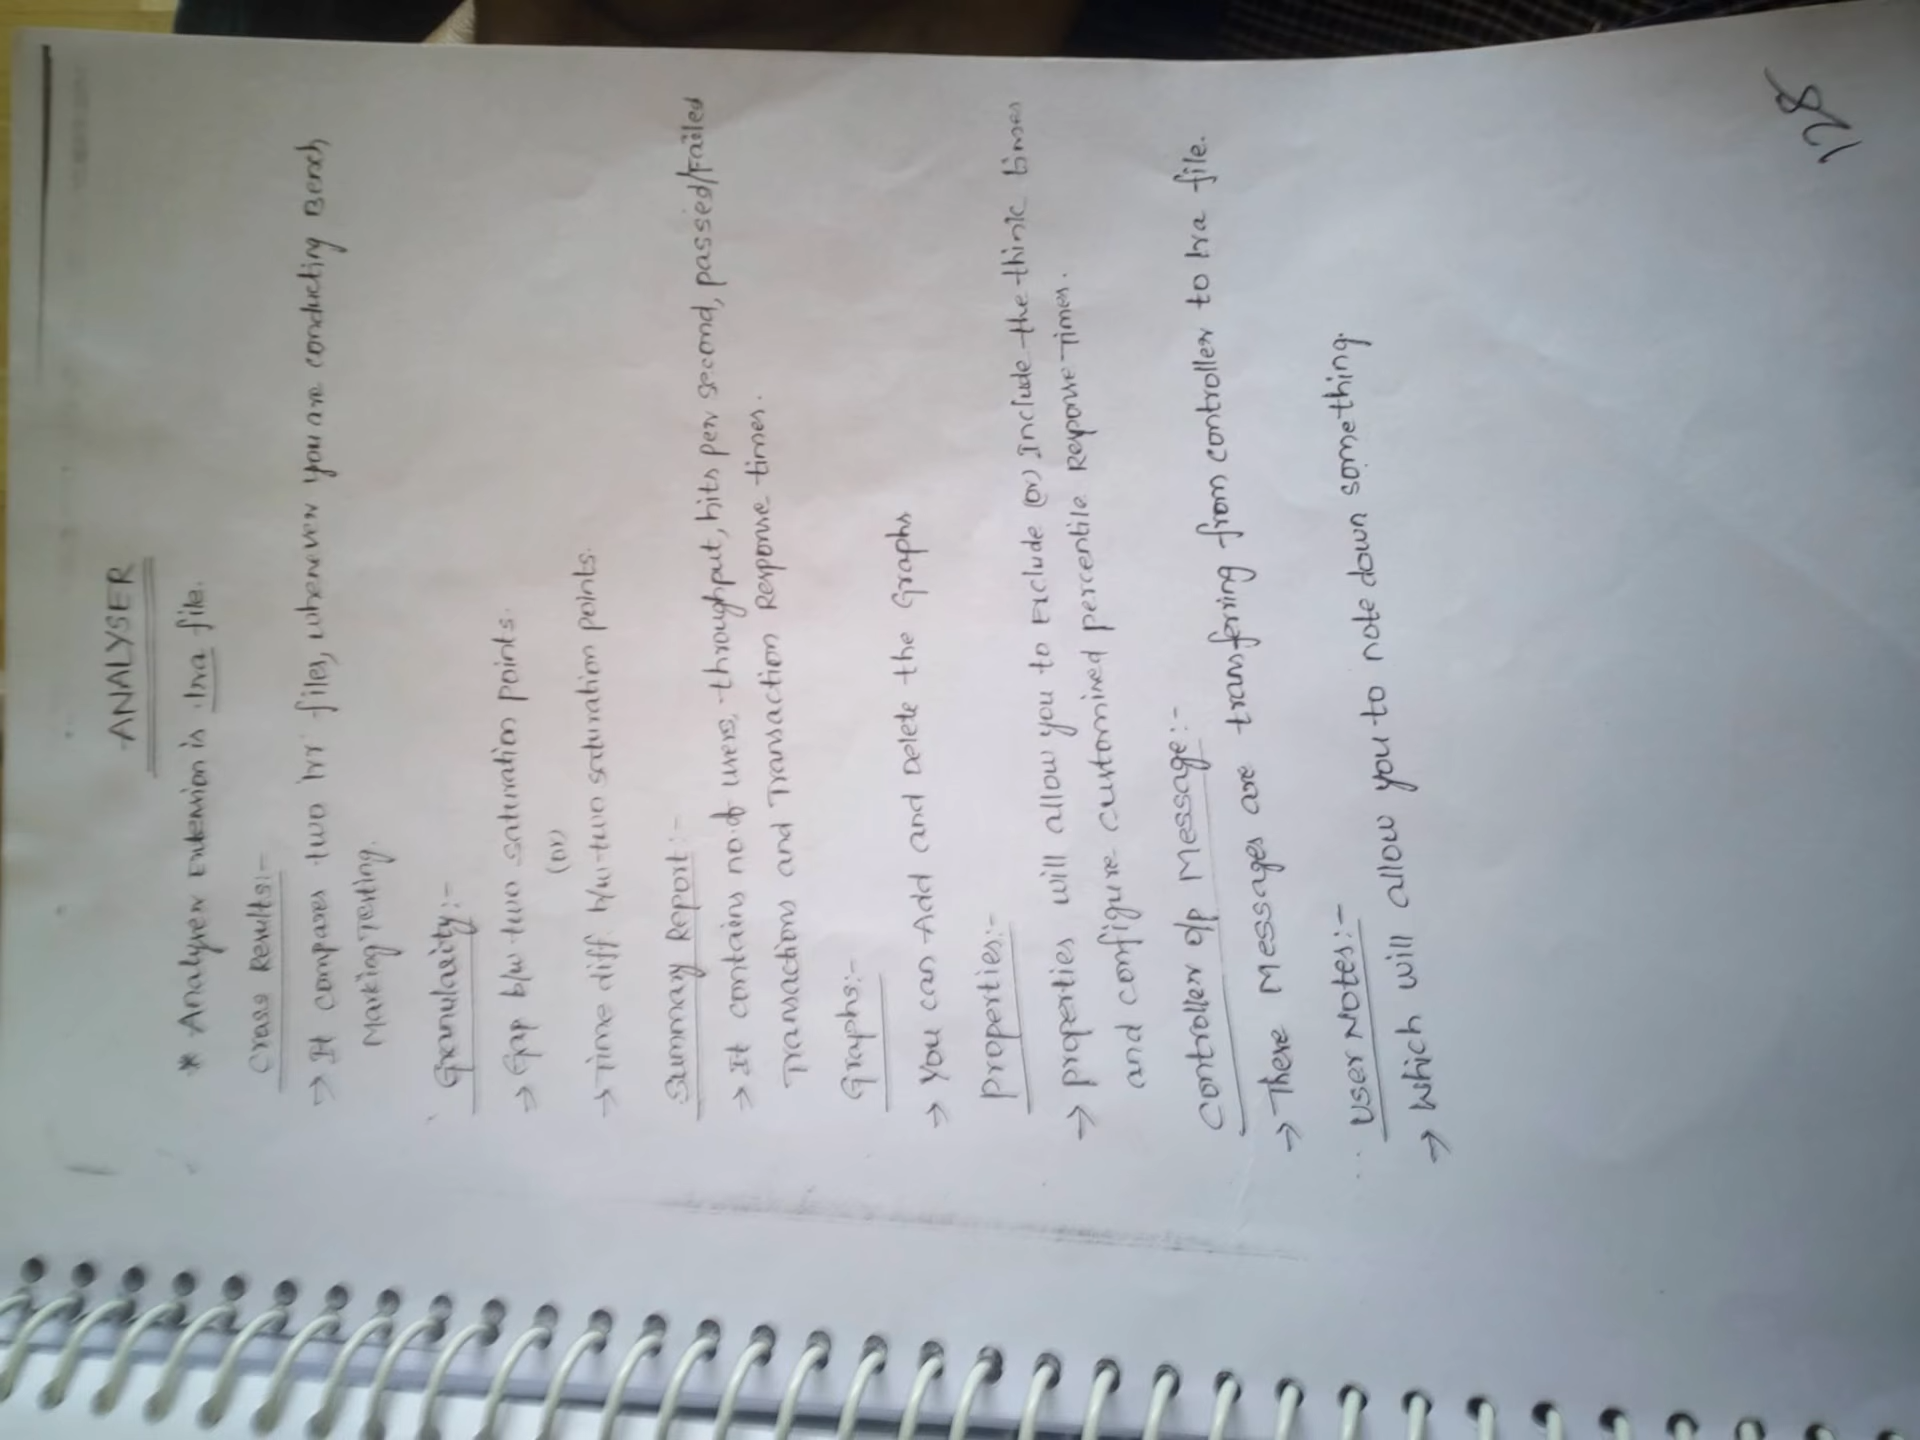 ANALYSER
* Analyser Extension is .lra file.
Cross Results:-
→ It compares two lrr files, whenever you are conducting Bench
Marking Testing.
Granularity:-
→ Gap b/w two saturation points.
(or)
→ Time diff. b/w two saturation points.
Summary Report:-
→ It contains no.of users, throughput, hits per second, passed/Failed
Transactions and Transaction Response times.
Graphs:-
→ You can Add and Delete the Graphs
Properties:-
→ properties will allow you to Exclude (or) Include the think times
and configure customized percentile Response Times.
Controller o/p Message:-
→ These Messages are transfering from controller to lra file.
User Notes:-
→ Which will allow you to note down something.
128